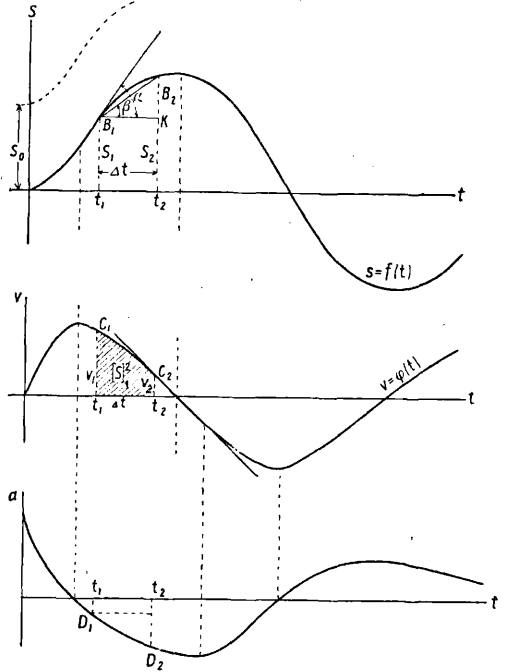 s
α
β
B₂
B₁
K
S₀
S₁
S₂
Δt
t₁
t₂
t
s=f(t)
v
C₁
C₂
v₁
[S]₁²
v₂
v=φ(t)
t₁
Δt
t₂
t
a
t₁
t₂
t
D₁
D₂